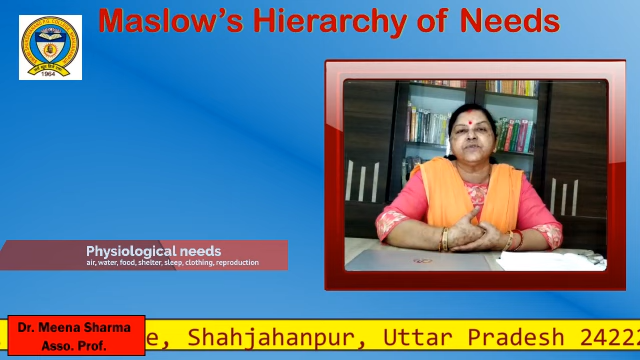 Maslow's Hierarchy of Needs
1964
Physiological needs
air, water, food, shelter, sleep, clothing, reproduction
Dr. Meena Sharma
Asso. Prof.
e, Shahjahanpur, Uttar Pradesh 24222